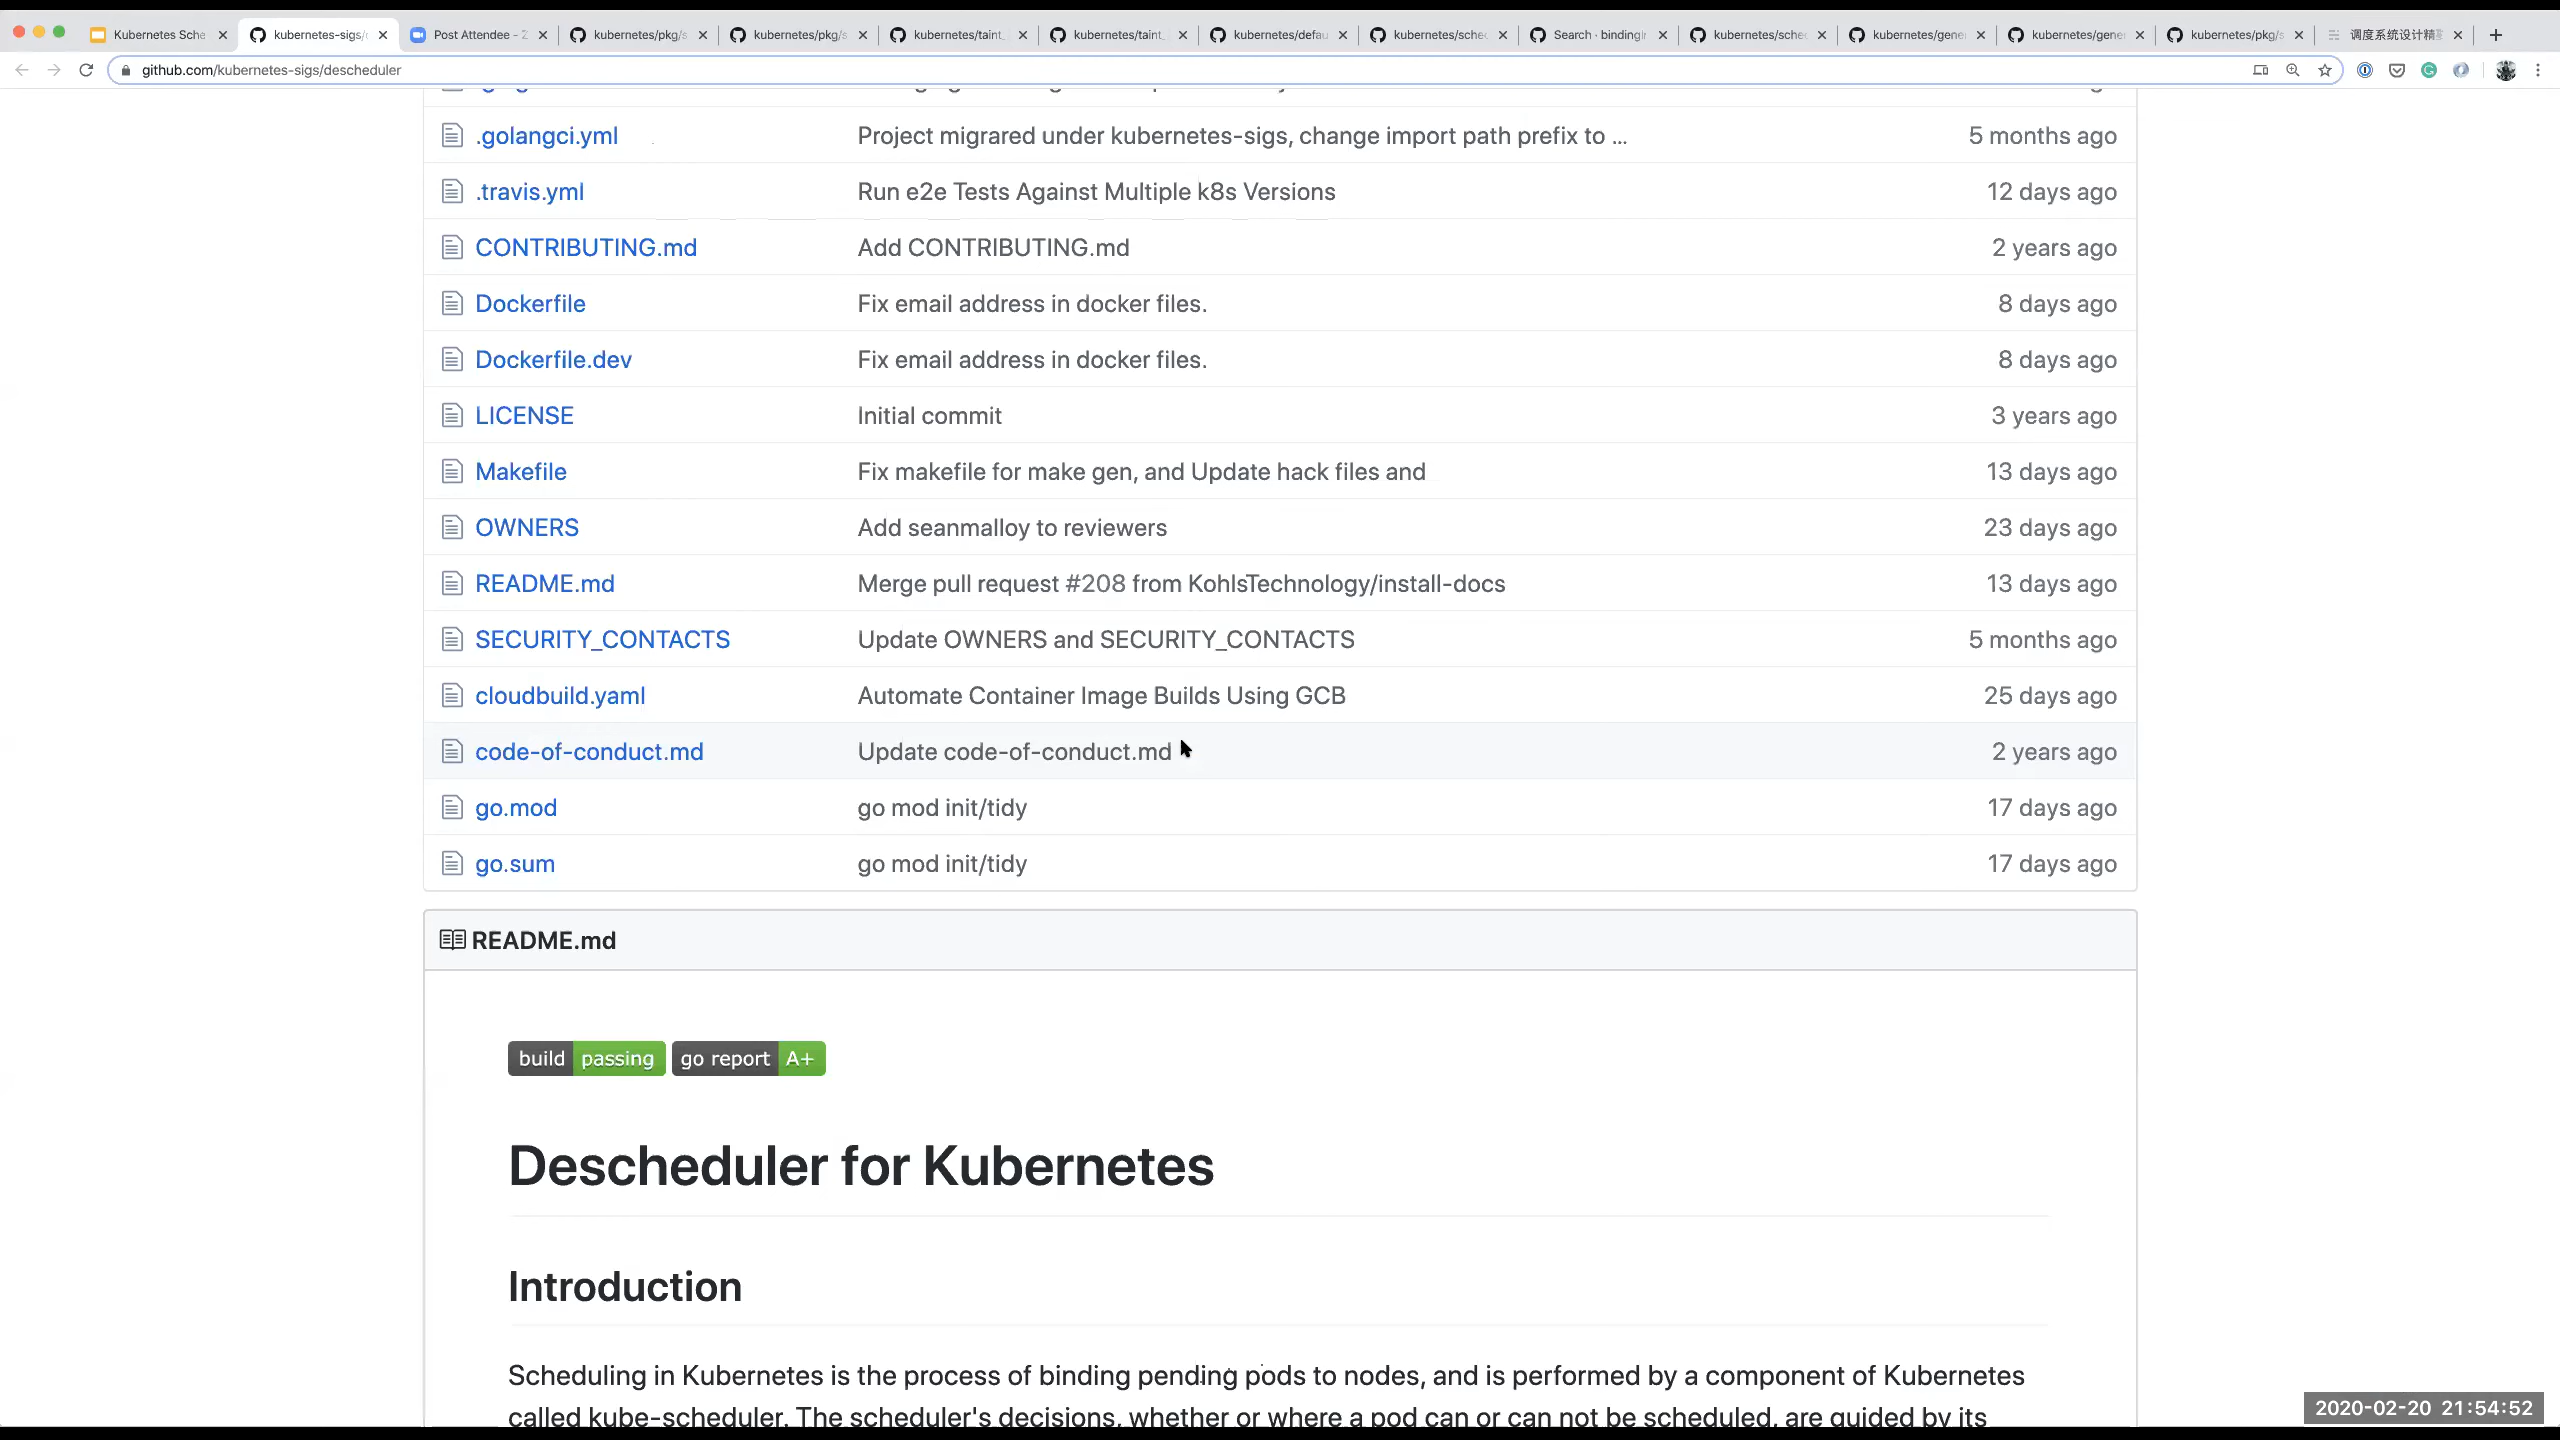 Kubernetes Sche
kubernetes-sigs/
Post Attendee - Z
kubernetes/pkg/s
kubernetes/pkg/s
kubernetes/taint_
kubernetes/taint_
kubernetes/defau
kubernetes/sche
Search · binding
kubernetes/sche
kubernetes/gene
kubernetes/gene
kubernetes/pkg/s
调度系统设计精
github.com/kubernetes-sigs/descheduler
.golangci.yml Project migrared under kubernetes-sigs, change import path prefix to ... 5 months ago
.travis.yml Run e2e Tests Against Multiple k8s Versions 12 days ago
CONTRIBUTING.md Add CONTRIBUTING.md 2 years ago
Dockerfile Fix email address in docker files. 8 days ago
Dockerfile.dev Fix email address in docker files. 8 days ago
LICENSE Initial commit 3 years ago
Makefile Fix makefile for make gen, and Update hack files and 13 days ago
OWNERS Add seanmalloy to reviewers 23 days ago
README.md Merge pull request #208 from KohlsTechnology/install-docs 13 days ago
SECURITY_CONTACTS Update OWNERS and SECURITY_CONTACTS 5 months ago
cloudbuild.yaml Automate Container Image Builds Using GCB 25 days ago
code-of-conduct.md Update code-of-conduct.md 2 years ago
go.mod go mod init/tidy 17 days ago
go.sum go mod init/tidy 17 days ago
README.md
build passing go report A+
Descheduler for Kubernetes
Introduction
Scheduling in Kubernetes is the process of binding pending pods to nodes, and is performed by a component of Kubernetes
called kube-scheduler. The scheduler's decisions, whether or where a pod can or can not be scheduled, are guided by its
2020-02-20 21:54:52